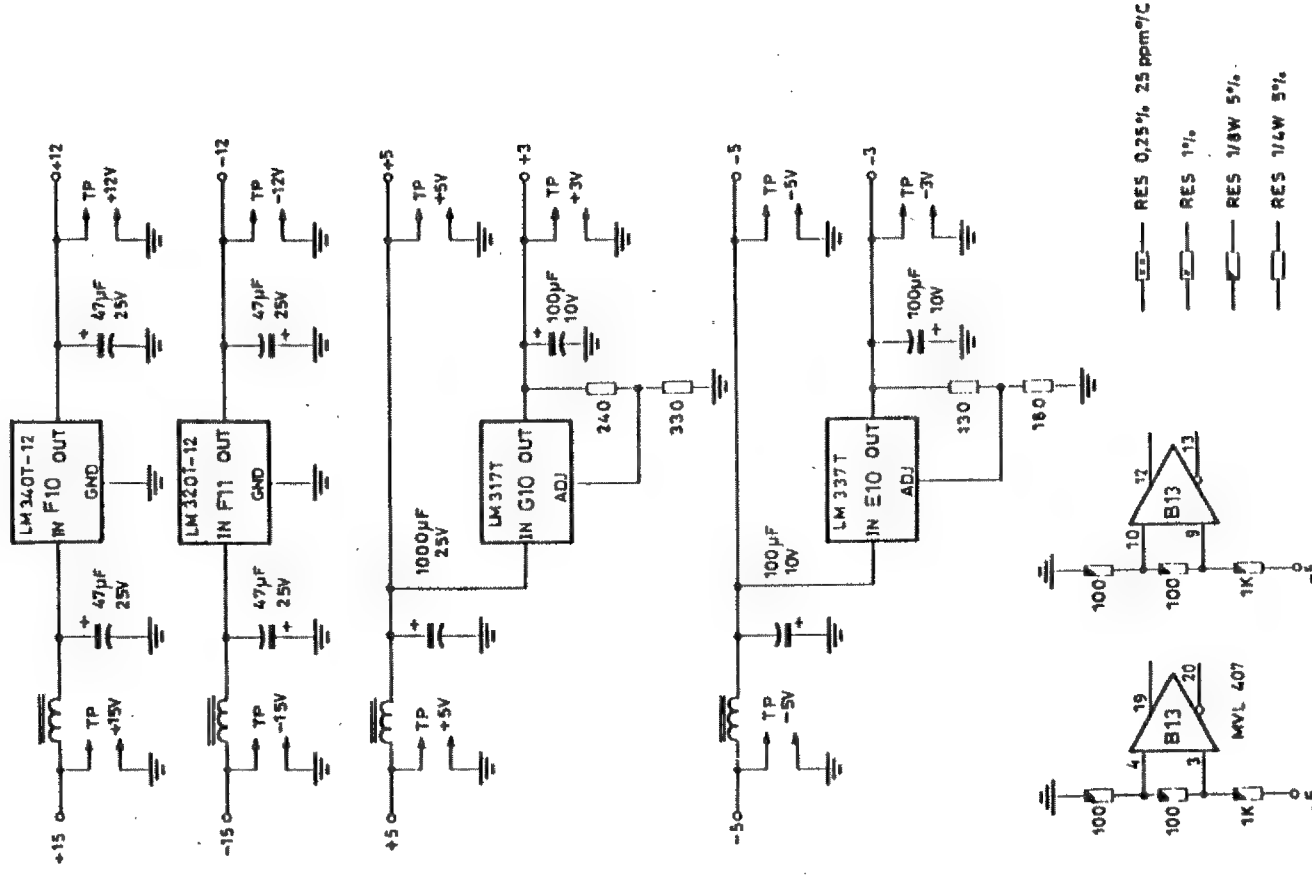 +15
TP
+15V
47µF
25V
LM 340T-12
IN F10 OUT
GND
+
47µF
25V
TP
+12V
+12
-15
TP
-15V
47µF
25V
+
LM 320T-12
IN F11 OUT
GND
47µF
25V
+
TP
-12V
-12
+5
TP
+5V
+
1000µF
25V
TP
+5V
+5
LM 317T
IN G10 OUT
ADJ
240
330
+
100µF
10V
TP
+3V
+3
-5
TP
-5V
+
100µF
10V
TP
-5V
-5
LM 337T
IN E10 OUT
ADJ
130
180
100µF
+ 10V
TP
-3V
-3
100
100
1K
4
3
B13
19
20
MVL 407
100
100
1K
10
9
B13
12
13
RES 0,25% 25 ppm°/C
RES 1%
RES 1/8W 5%
RES 1/4W 5%